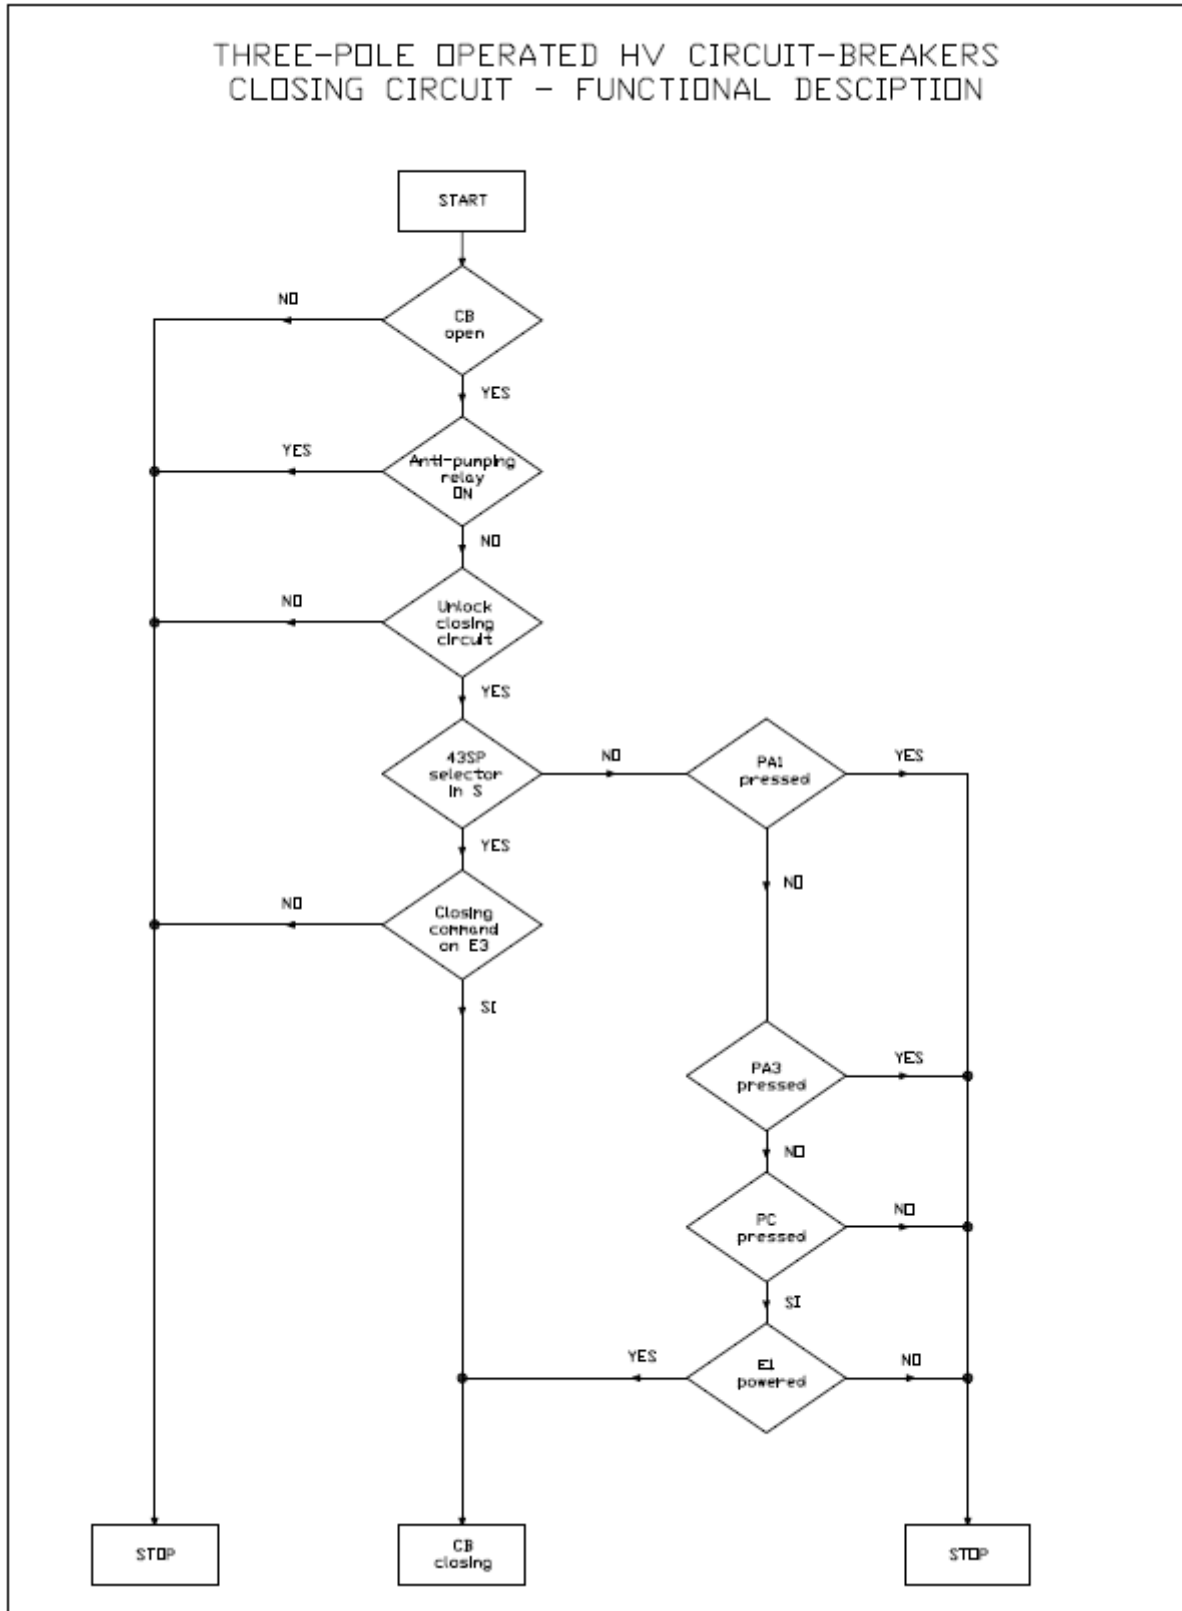 THREE-POLE OPERATED HV CIRCUIT-BREAKERS
CLOSING CIRCUIT - FUNCTIONAL DESCIPTION
START
NO
CB
open
YES
YES
Anti-pumping
relay
ON
NO
NO
Unlock
closing
circuit
YES
43SP
selector
in S
NO
PA1
pressed
YES
YES
NO
NO
Closing
command
on E3
SI
PA3
pressed
YES
NO
PC
pressed
NO
SI
YES
E1
powered
NO
STOP
CB
closing
STOP